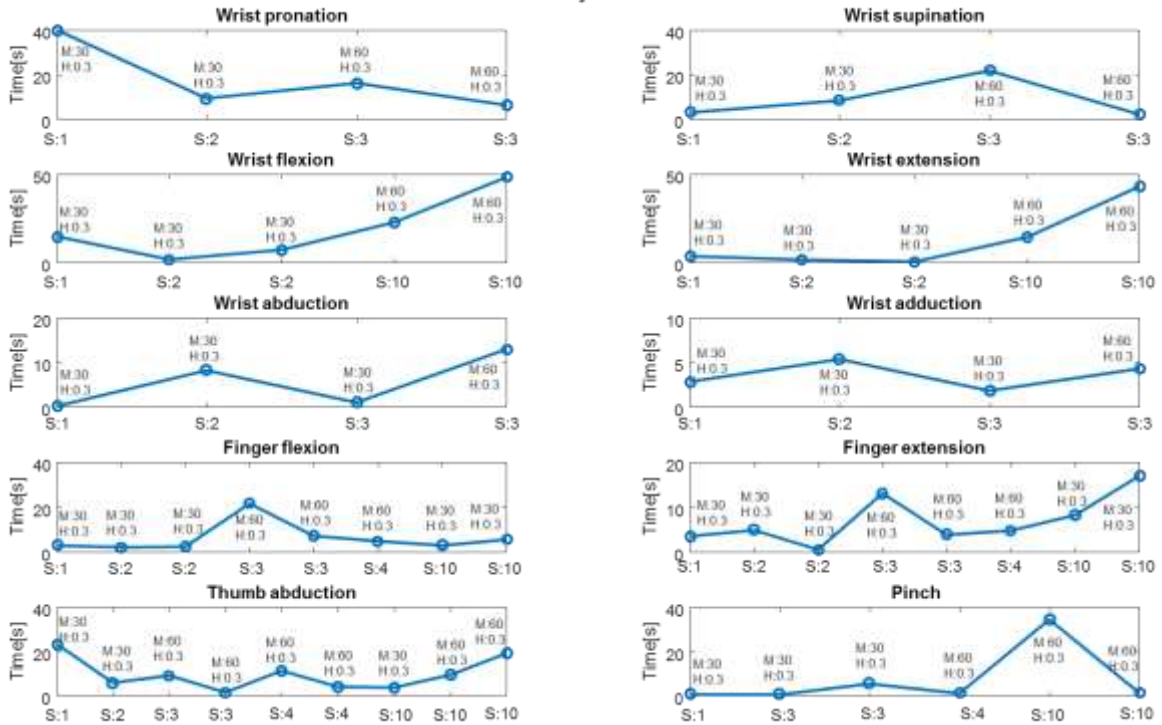 Wrist pronation
40
20
0
Time[s]
M:30
H:0.3
M:30
H:0.3
M:60
H:0.3
M:60
H:0.3
S:1
S:2
S:3
S:3
Wrist supination
40
20
0
Time[s]
M:30
H:0.3
M:30
H:0.3
M:60
H:0.3
M:60
H:0.3
S:1
S:2
S:3
S:3
Wrist flexion
50
0
Time[s]
M:30
H:0.3
M:30
H:0.3
M:30
H:0.3
M:60
H:0.3
M:60
H:0.3
S:1
S:2
S:2
S:10
S:10
Wrist extension
50
0
Time[s]
M:30
H:0.3
M:30
H:0.3
M:30
H:0.3
M:60
H:0.3
M:60
H:0.3
S:1
S:2
S:2
S:10
S:10
Wrist abduction
20
10
0
Time[s]
M:30
H:0.3
M:30
H:0.3
M:30
H:0.3
M:60
H:0.3
S:1
S:2
S:3
S:3
Wrist adduction
10
5
0
Time[s]
M:30
H:0.3
M:30
H:0.3
M:30
H:0.3
M:60
H:0.3
S:1
S:2
S:3
S:3
Finger flexion
40
20
0
Time[s]
M:30
H:0.3
M:30
H:0.3
M:30
H:0.3
M:60
H:0.3
M:60
H:0.3
M:60
H:0.3
M:30
H:0.3
M:30
H:0.3
S:1
S:2
S:2
S:3
S:3
S:4
S:10
S:10
Finger extension
20
10
0
Time[s]
M:30
H:0.3
M:30
H:0.3
M:30
H:0.3
M:60
H:0.3
M:60
H:0.3
M:60
H:0.3
M:30
H:0.3
M:30
H:0.3
S:1
S:2
S:2
S:3
S:3
S:4
S:10
S:10
Thumb abduction
40
20
0
Time[s]
M:30
H:0.3
M:30
H:0.3
M:60
H:0.3
M:60
H:0.3
M:60
H:0.3
M:60
H:0.3
M:30
H:0.3
M:60
H:0.3
M:60
H:0.3
S:1
S:2
S:3
S:3
S:4
S:4
S:10
S:10
S:10
Pinch
40
20
0
Time[s]
M:30
H:0.3
M:30
H:0.3
M:60
H:0.3
M:60
H:0.3
M:60
H:0.3
M:60
H:0.3
S:1
S:3
S:3
S:4
S:10
S:10